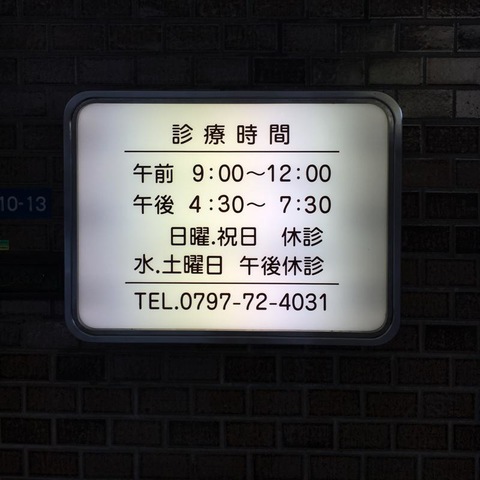 診療時間
午前 9:00～12:00
午後 4:30～ 7:30
日曜.祝日 休診
水.土曜日 午後休診
TEL.0797-72-4031
10-13